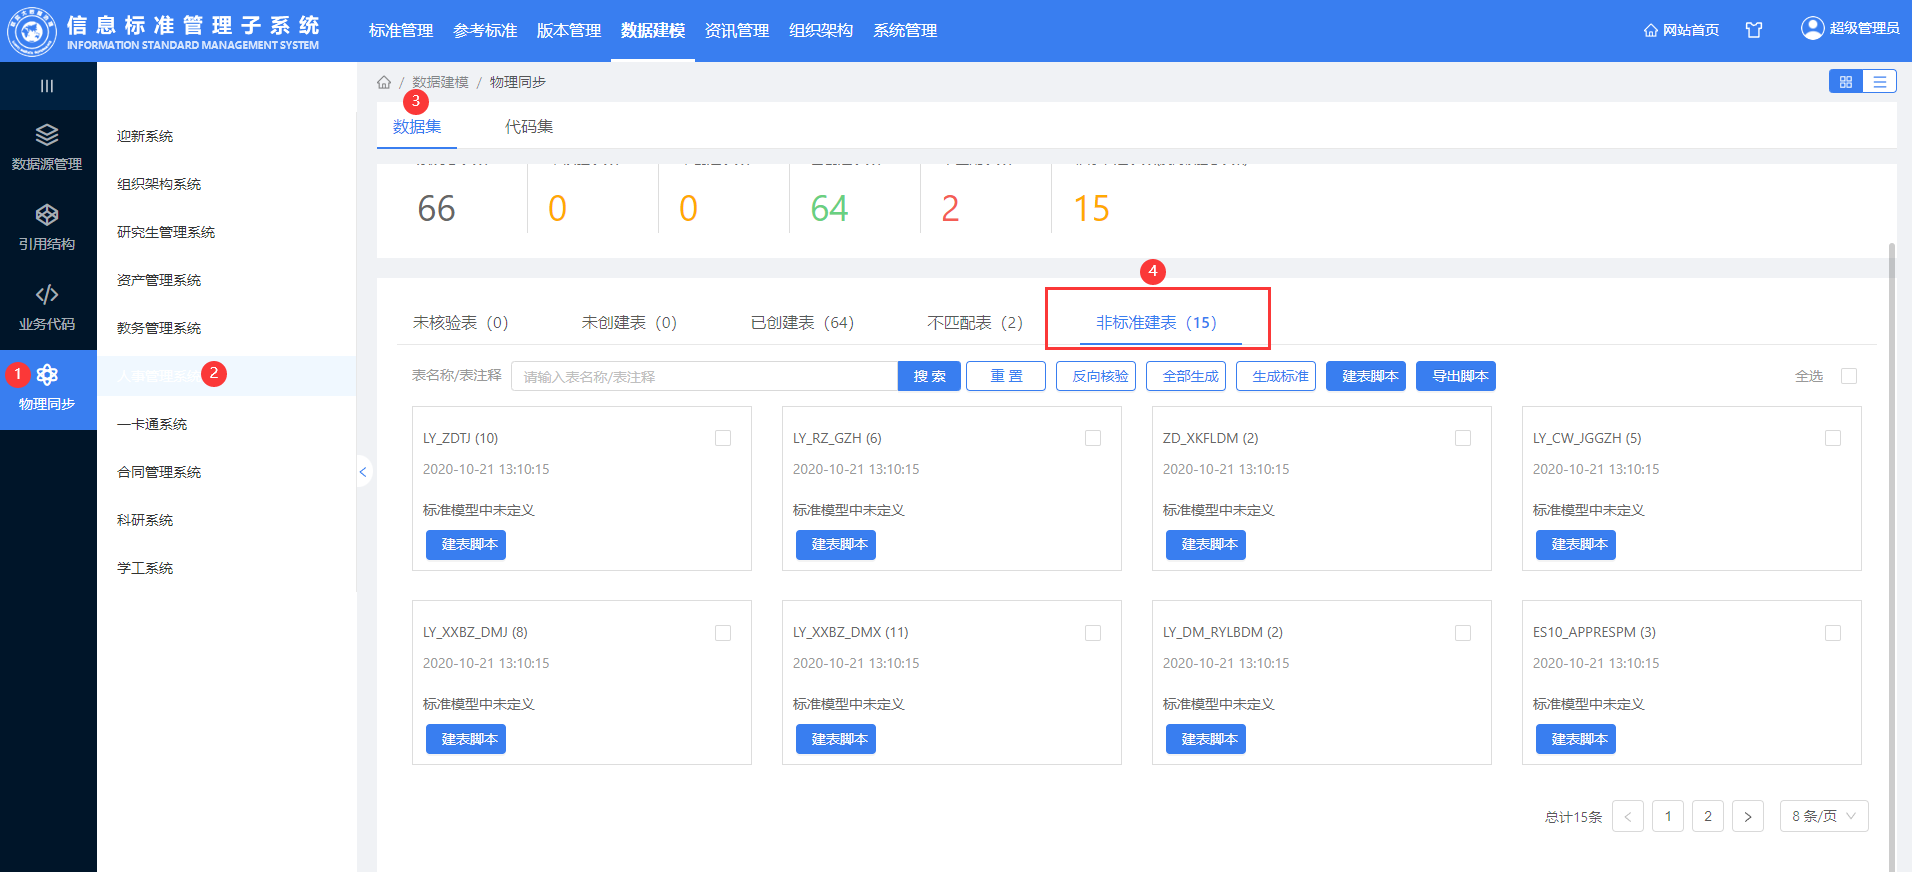 信息标准管理子系统
INFORMATION STANDARD MANAGEMENT SYSTEM
标准管理 参考标准 版本管理 数据建模 资讯管理 组织架构 系统管理
网站首页
超级管理员
数据源管理
引用结构
业务代码
1
物理同步
迎新系统
组织架构系统
研究生管理系统
资产管理系统
教务管理系统
人事管理系统 2
一卡通系统
合同管理系统
科研系统
学工系统
/ 数据建模 / 物理同步
3
数据集 代码集
66 0 0 64 2 15
4
未核验表（0） 未创建表（0） 已创建表（64） 不匹配表（2） 非标准建表（15）
表名称/表注释 请输入表名称/表注释 搜 索 重 置 反向核验 全部生成 生成标准 建表脚本 导出脚本 全选
LY_ZDTJ (10)
2020-10-21 13:10:15
标准模型中未定义
建表脚本
LY_RZ_GZH (6)
2020-10-21 13:10:15
标准模型中未定义
建表脚本
ZD_XKFLDM (2)
2020-10-21 13:10:15
标准模型中未定义
建表脚本
LY_CW_JGGZH (5)
2020-10-21 13:10:15
标准模型中未定义
建表脚本
LY_XXBZ_DMJ (8)
2020-10-21 13:10:15
标准模型中未定义
建表脚本
LY_XXBZ_DMX (11)
2020-10-21 13:10:15
标准模型中未定义
建表脚本
LY_DM_RYLBDM (2)
2020-10-21 13:10:15
标准模型中未定义
建表脚本
ES10_APPRESPM (3)
2020-10-21 13:10:15
标准模型中未定义
建表脚本
总计15条 < 1 2 > 8 条/页